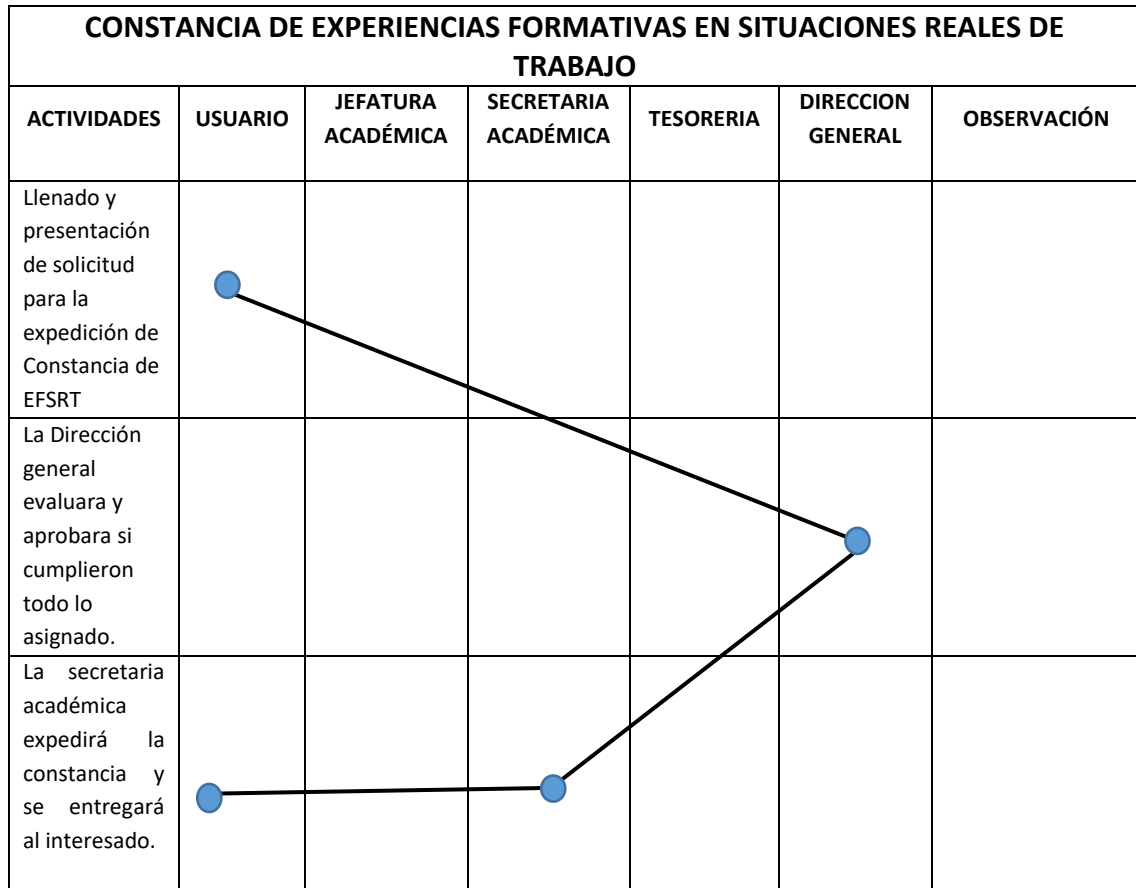 CONSTANCIA DE EXPERIENCIAS FORMATIVAS EN SITUACIONES REALES DE
TRABAJO
ACTIVIDADES
USUARIO
JEFATURA
ACADÉMICA
SECRETARIA
ACADÉMICA
TESORERIA
DIRECCION
GENERAL
OBSERVACIÓN
Llenado y
presentación
de solicitud
para la
expedición de
Constancia de
EFSRT
La Dirección
general
evaluara y
aprobara si
cumplieron
todo lo
asignado.
La secretaria
académica
expedirá la
constancia y
se entregará
al interesado.